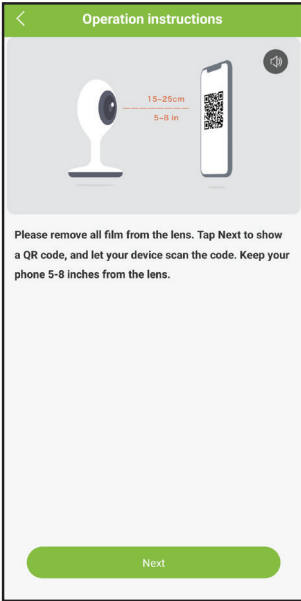 Operation instructions
15-25cm
5-8 in
Please remove all film from the lens. Tap Next to show
a QR code, and let your device scan the code. Keep your
phone 5-8 inches from the lens.
Next